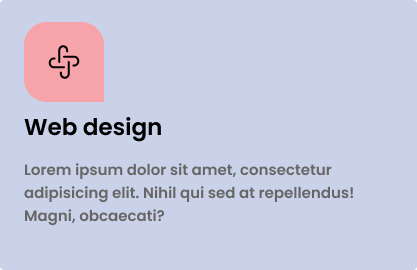 Web design
Lorem ipsum dolor sit amet, consectetur
adipisicing elit. Nihil qui sed at repellendus!
Magni, obcaecati?